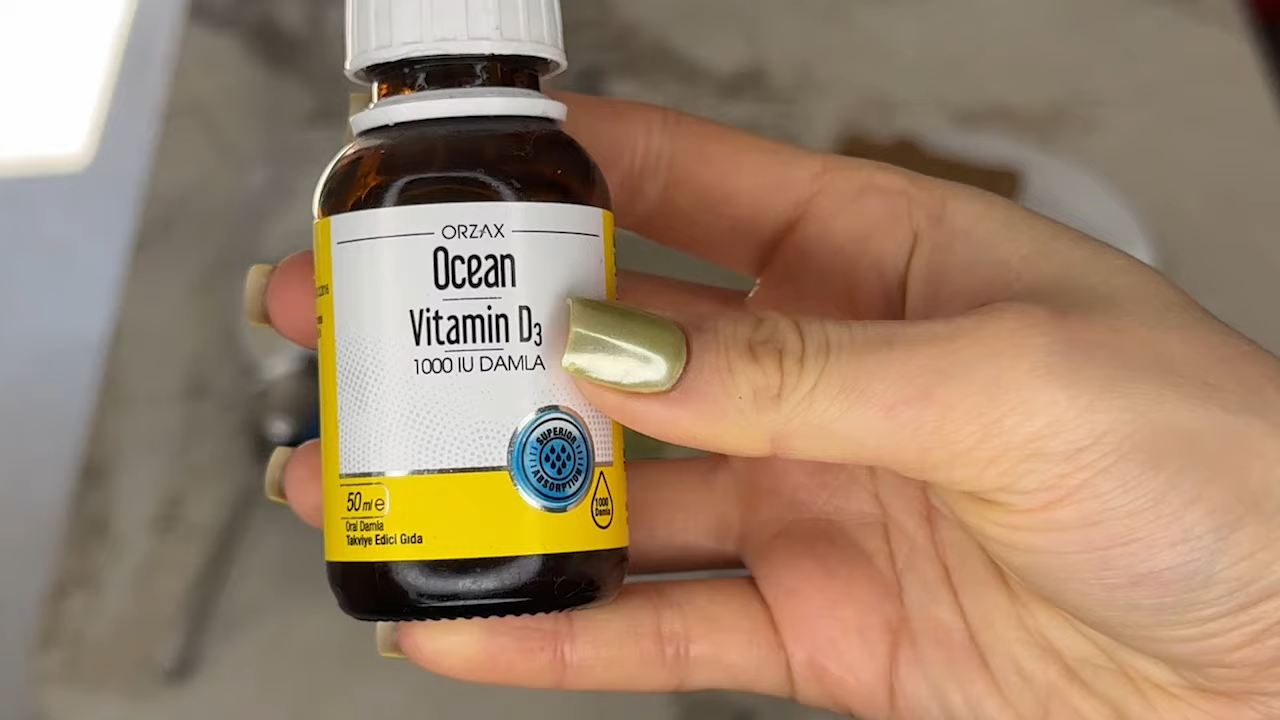 ORZAX
Ocean
Vitamin D3
1000 IU DAMLA
SUPERIOR
ABSORPTION
50 ml e
Oral Damla
Takviye Edici Gıda
1000
Damla